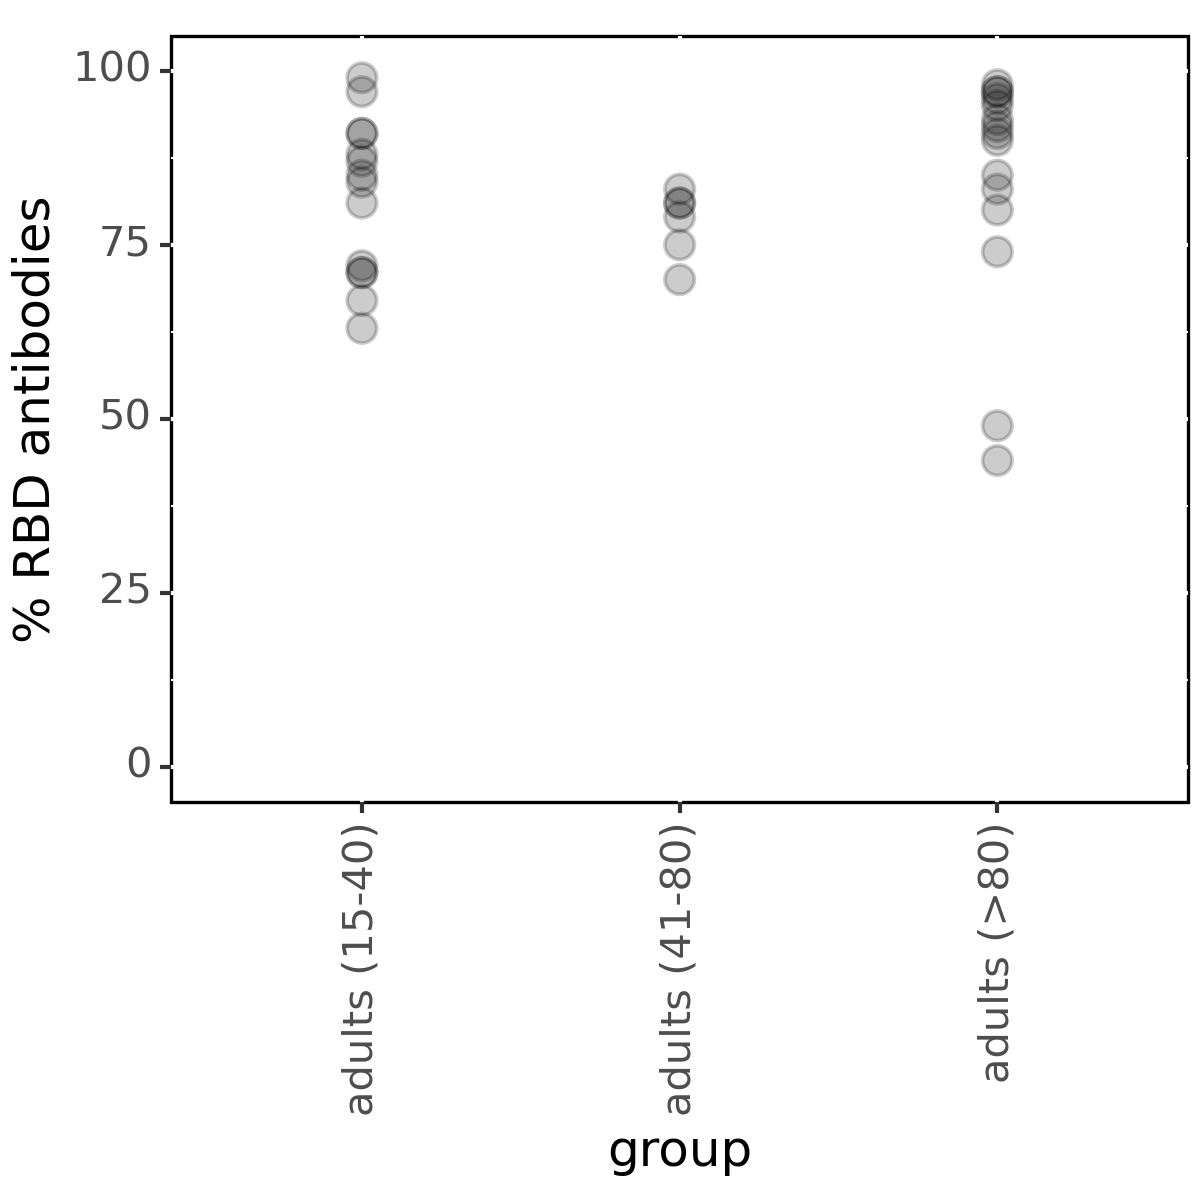 % RBD antibodies
100
75
50
25
0
adults (15-40)
adults (41-80)
adults (>80)
group